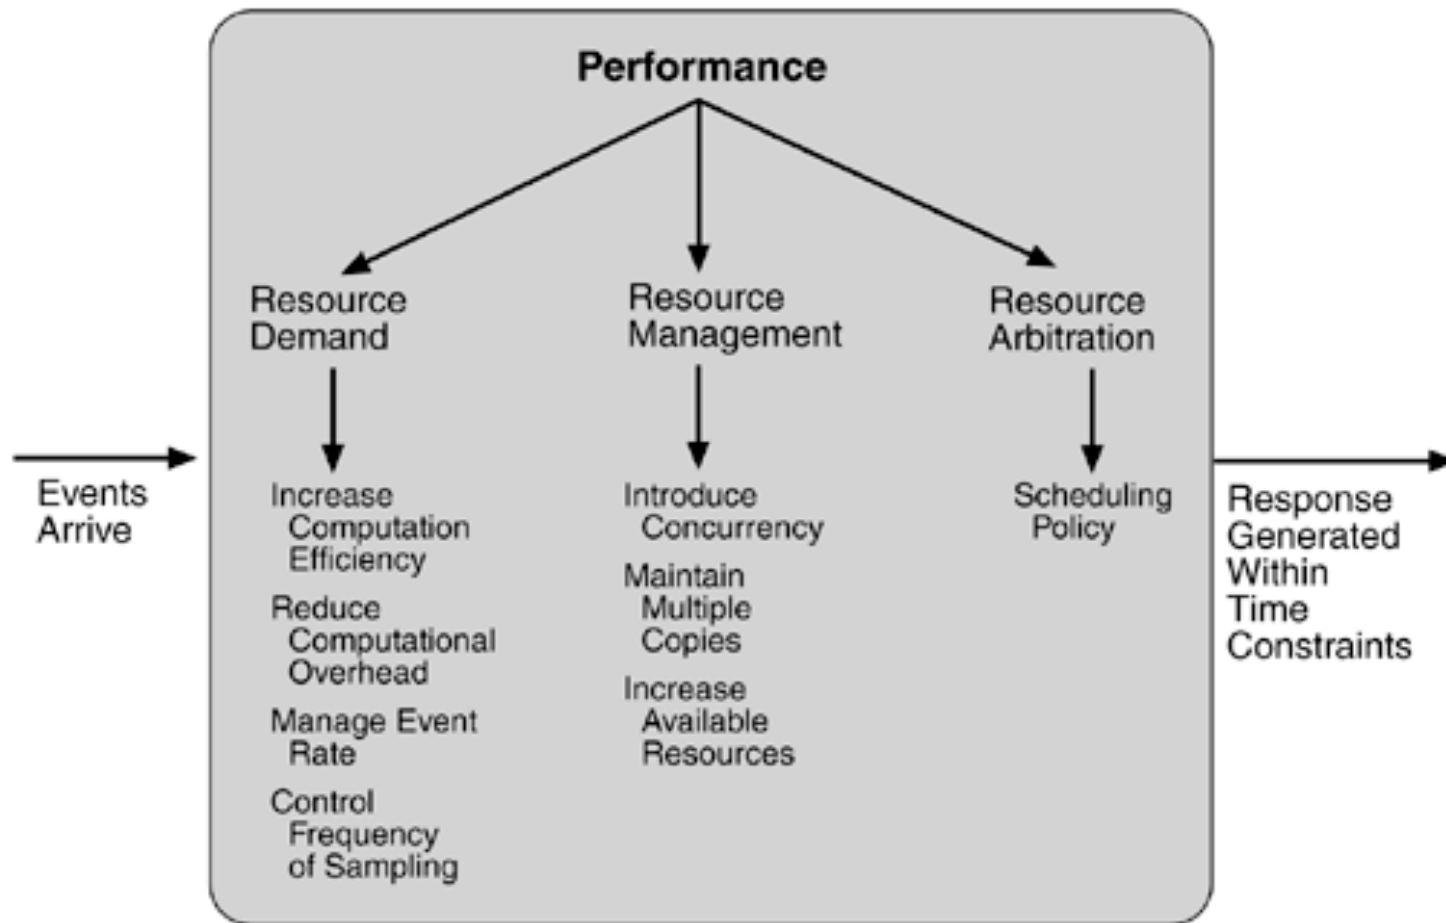 Performance
Resource
Demand
Resource
Management
Resource
Arbitration
Events
Arrive
Increase
Computation
Efficiency
Reduce
Computational
Overhead
Manage Event
Rate
Control
Frequency
of Sampling
Introduce
Concurrency
Maintain
Multiple
Copies
Increase
Available
Resources
Scheduling
Policy
Response
Generated
Within
Time
Constraints